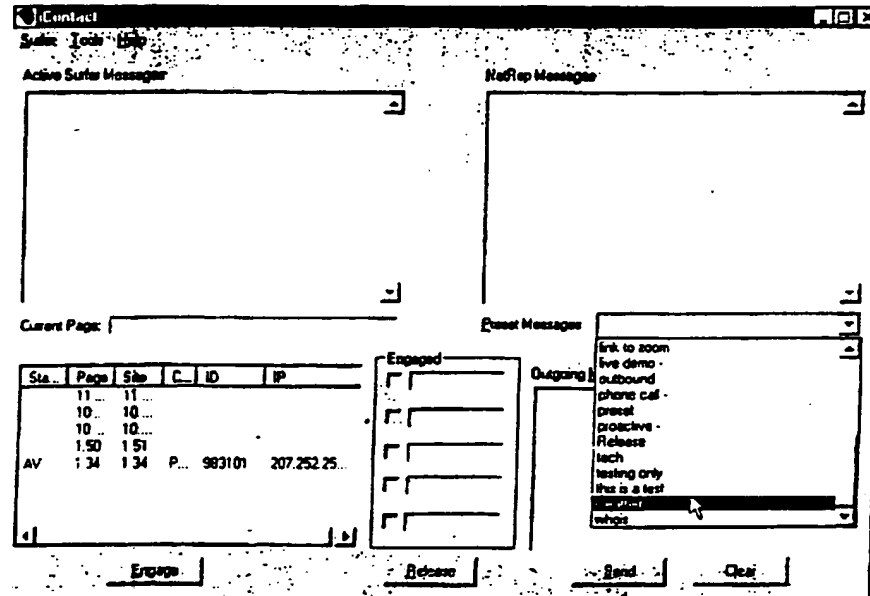 iContact
Surfer Tools Help
Active Surfer Messages
NetRep Messages
Current Page:
Preset Messages
link to zoom
live demo -
outbound
phone call -
preset
proactive -
Release
tech
testing only
this is a test
whois
Engaged
Outgoing
Sta... Page Site C... ID IP
11 ... 11 ...
10 ... 10 ...
10 ... 10 ...
1.50 1.51
AV 1.34 1.34 P... 983101 207.252.25...
Engage Release Send Clear